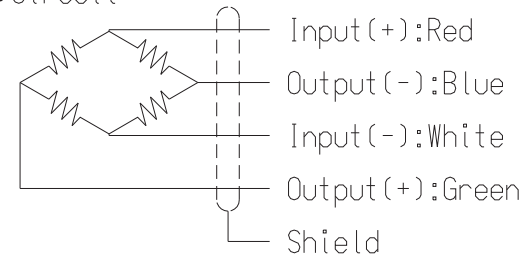 Input(+):Red
Output(-):Blue
Input(-):White
Output(+):Green
Shield